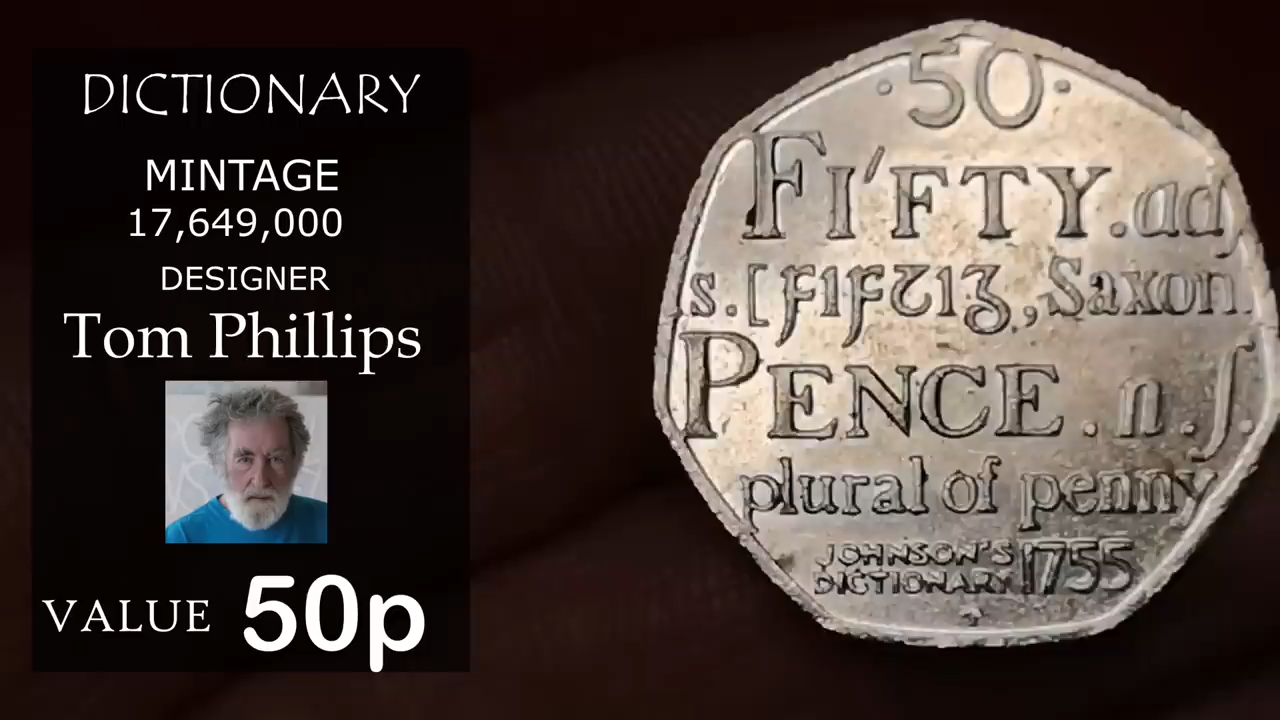 DICTIONARY
MINTAGE
17,649,000
DESIGNER
Tom Phillips
VALUE 50p
·50·
FI'FTY.adj
s.[ꝼıꝼꞇıᵹ, Saxon.
PENCE.n.ʃ.
plural of penny
JOHNSON'S
DICTIONARY 1755